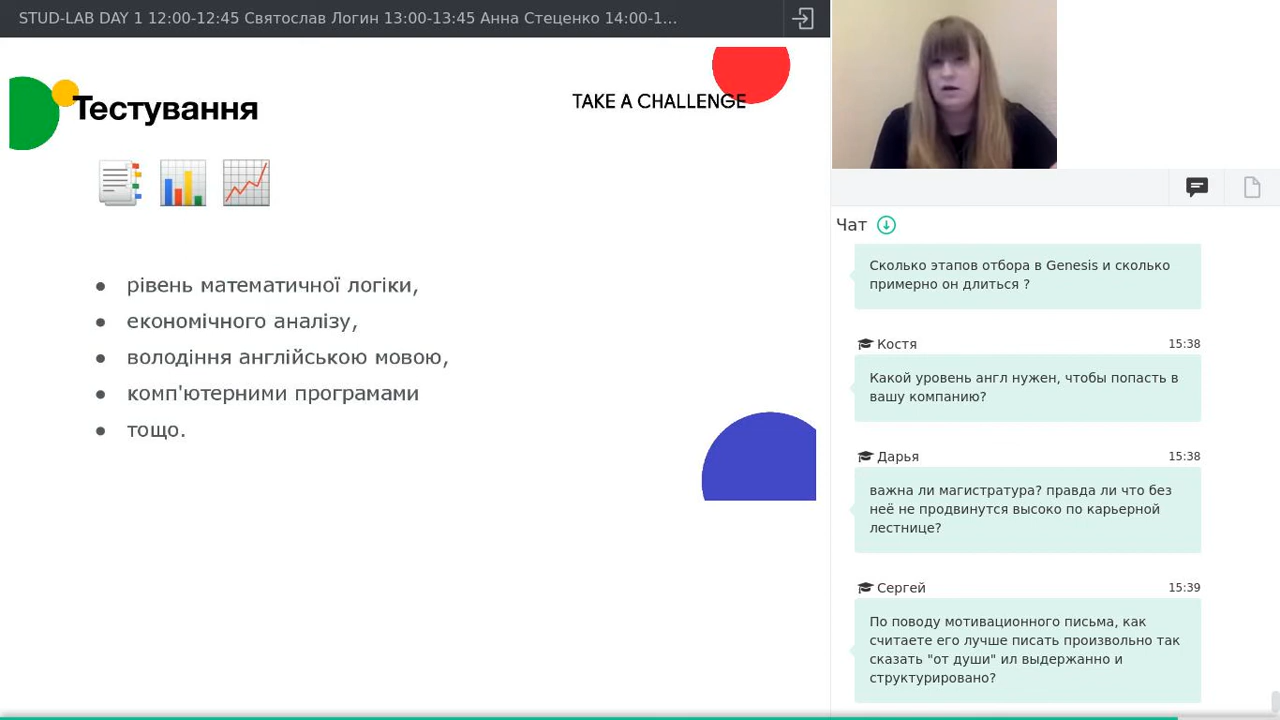 STUD-LAB DAY 1 12:00-12:45 Святослав Логин 13:00-13:45 Анна Стеценко 14:00-1...
Тестування
TAKE A CHALLENGE
рівень математичної логіки,
економічного аналізу,
володіння англійською мовою,
комп'ютерними програмами
тощо.
Чат
Сколько этапов отбора в Genesis и сколько
примерно он длиться ?
Костя 15:38
Какой уровень англ нужен, чтобы попасть в
вашу компанию?
Дарья 15:38
важна ли магистратура? правда ли что без
неё не продвинутся высоко по карьерной
лестнице?
Сергей 15:39
По поводу мотивационного письма, как
считаете его лучше писать произвольно так
сказать "от души" ил выдержанно и
структурировано?